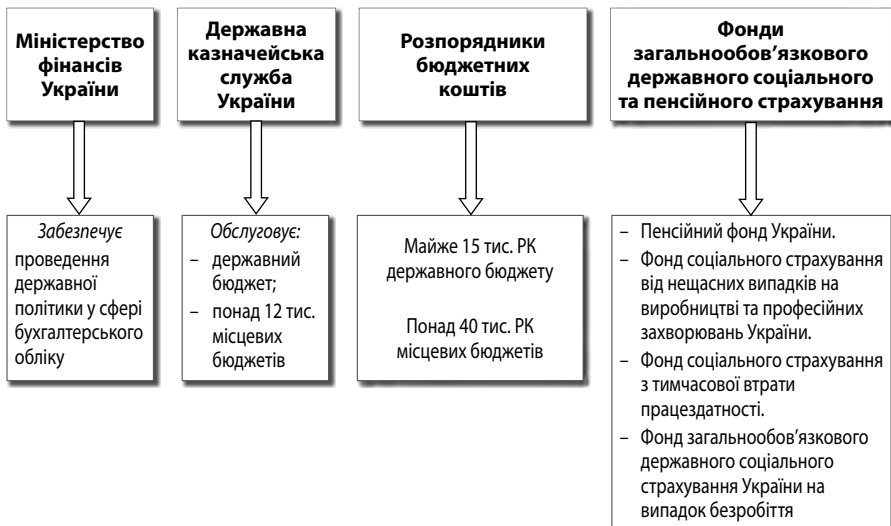 Міністерство
фінансів
України
Державна
казначейська
служба
України
Розпорядники
бюджетних
коштів
Фонди
загальнообов’язкового
державного соціального
та пенсійного страхування
Забезпечує
проведення
державної
політики у сфері
бухгалтерського
обліку
Обслуговує:
– державний
бюджет;
– понад 12 тис.
місцевих
бюджетів
Майже 15 тис. РК
державного бюджету
Понад 40 тис. РК
місцевих бюджетів
– Пенсійний фонд України.
– Фонд соціального страхування
від нещасних випадків на
виробництві та професійних
захворювань України.
– Фонд соціального страхування
з тимчасової втрати
працездатності.
– Фонд загальнообов’язкового
державного соціального
страхування України на
випадок безробіття